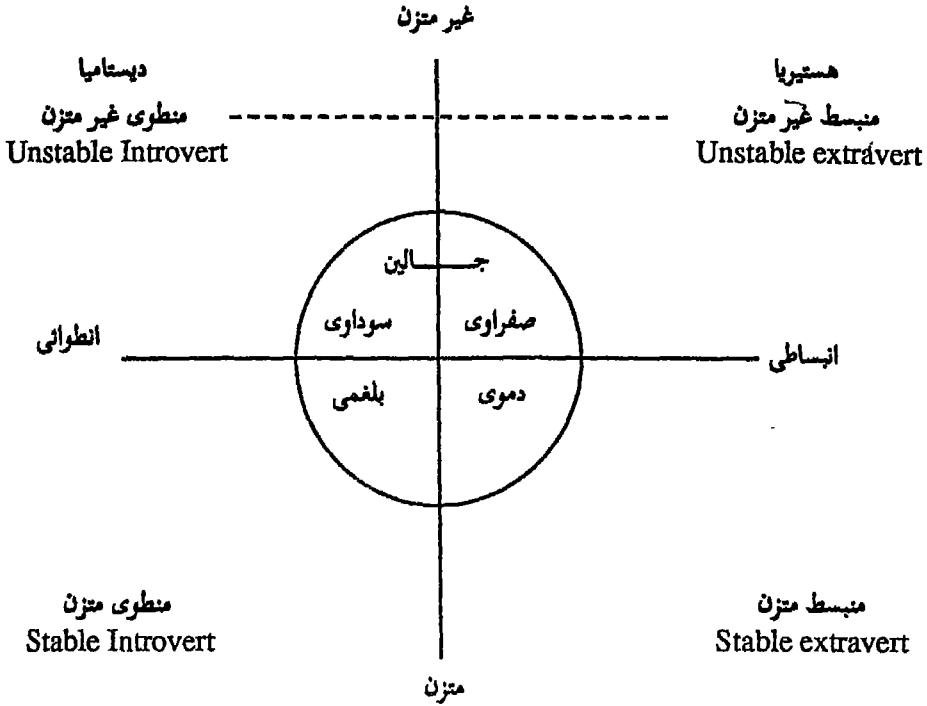 غير متزن
هستيريا
ديستاميا
منبسط غير متزن
منطوى غير متزن
Unstable extravert
Unstable Introvert
جـــالين
صفراوى
سوداوى
انبساطى
انطوائى
دموى
بلغمى
منبسط متزن
منطوى متزن
Stable extravert
Stable Introvert
متزن